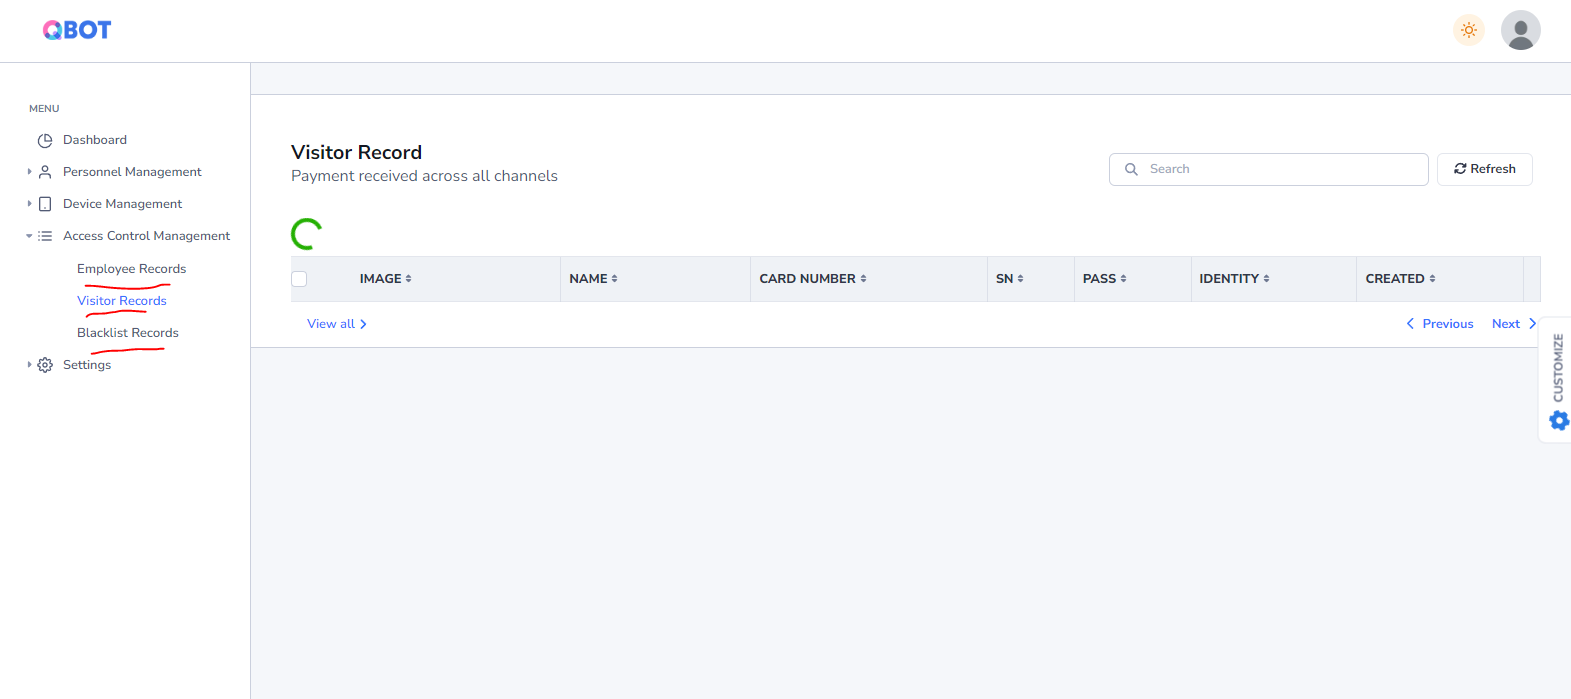 QBOT
MENU
Dashboard
Personnel Management
Device Management
Access Control Management
Employee Records
Visitor Records
Blacklist Records
Settings
Visitor Record
Payment received across all channels
Search
Refresh
IMAGE NAME CARD NUMBER SN PASS IDENTITY CREATED
View all
Previous Next
CUSTOMIZE